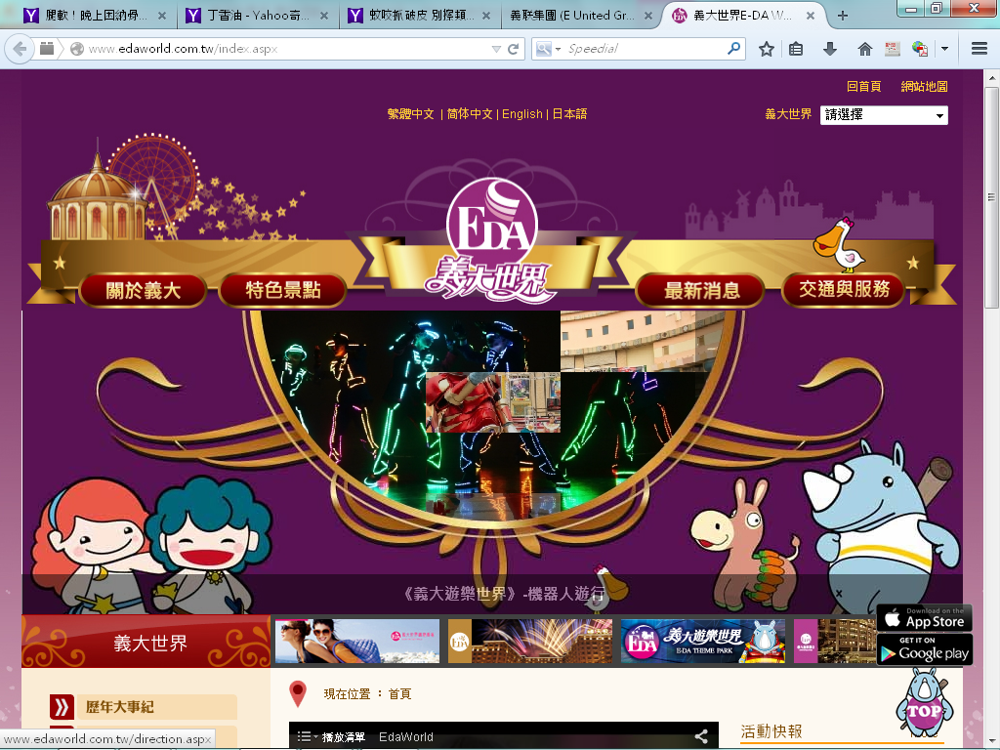 腿軟！晚上困納骨...
丁香油 - Yahoo奇...
蚊咬抓破皮 別探類...
義联集團 (E United Gr...
義大世界E-DA W...
www.edaworld.com.tw/index.aspx
Speedial
回首頁 網站地圖
繁體中文 | 简体中文 | English | 日本語
義大世界 請選擇
EDA
義大世界
關於義大
特色景點
最新消息
交通與服務
《義大遊樂世界》-機器人遊行
Download on the
App Store
GET IT ON
Google play
義大世界
EDA
EDA
義大遊樂世界
E-DA THEME PARK
現在位置 ： 首頁
歷年大事紀
播放清單 EdaWorld
活動快報
TOP
www.edaworld.com.tw/direction.aspx